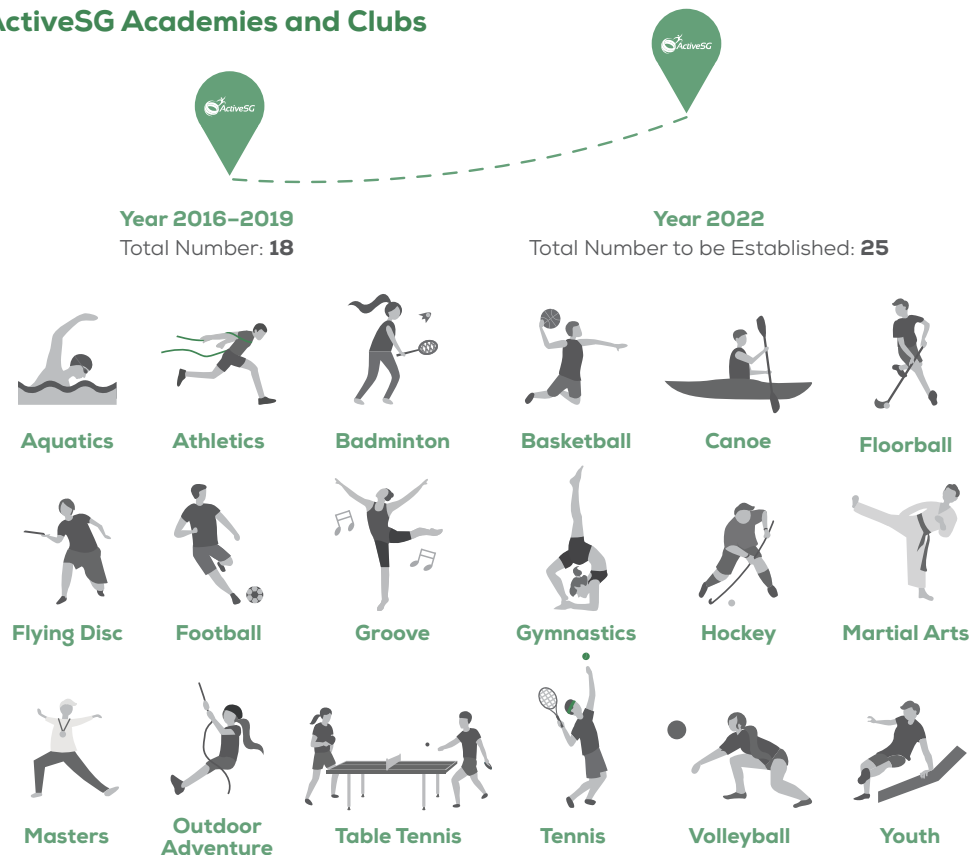 ActiveSG Academies and Clubs
ActiveSG
ActiveSG
Year 2016–2019
Total Number: 18
Year 2022
Total Number to be Established: 25
Aquatics
Athletics
Badminton
Basketball
Canoe
Floorball
Flying Disc
Football
Groove
Gymnastics
Hockey
Martial Arts
Masters
Outdoor
Adventure
Table Tennis
Tennis
Volleyball
Youth